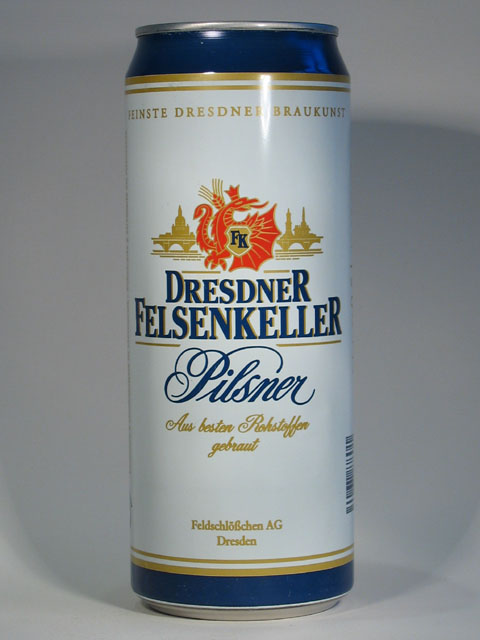 FEINSTE DRESDNER BRAUKUNST
FK
DRESDNER
FELSENKELLER
Pilsner
Aus besten Rohstoffen
gebraut
Feldschlößchen AG
Dresden